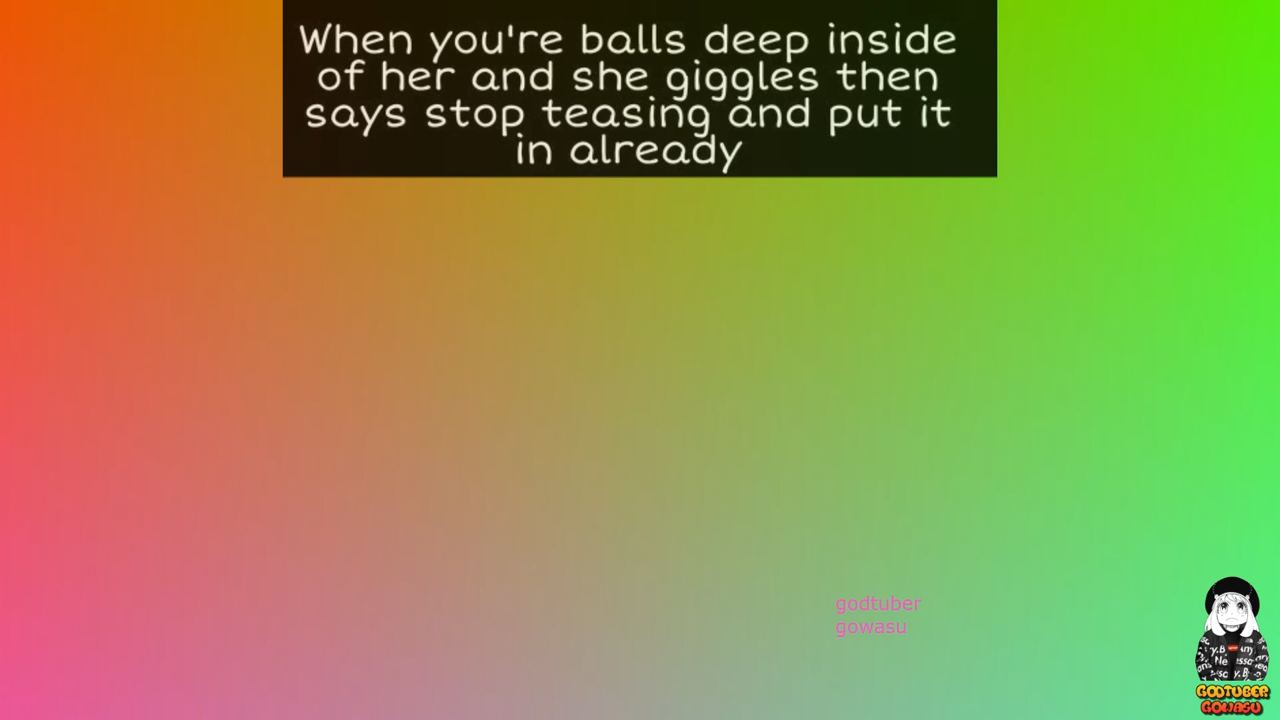 When you're balls deep inside
of her and she giggles then
says stop teasing and put it
in already
godtuber
gowasu
GODTUBER
GOWASU